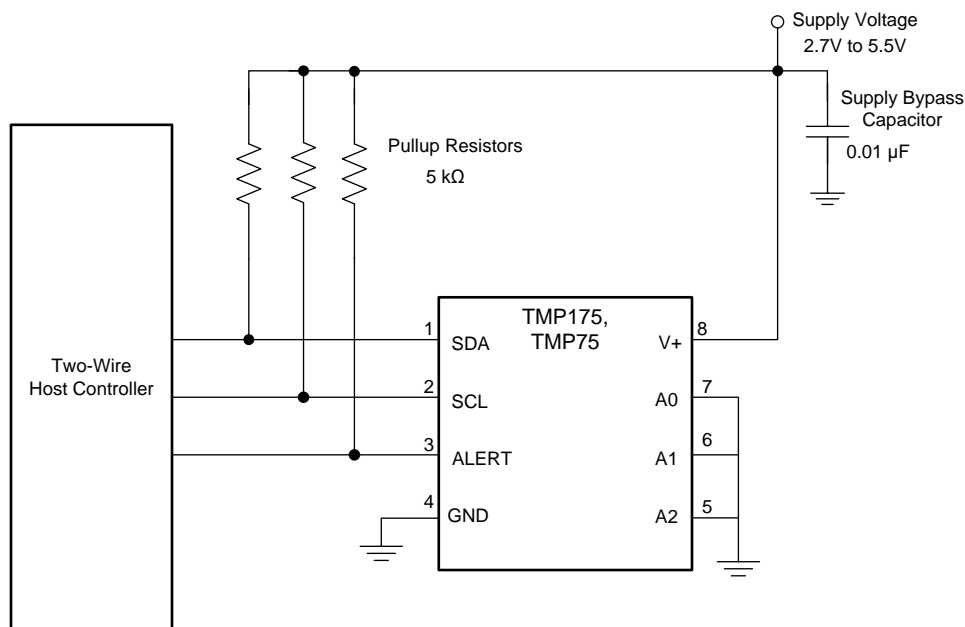 Supply Voltage
2.7V to 5.5V
Supply Bypass
Capacitor
0.01 µF
Pullup Resistors
5 kΩ
Two-Wire
Host Controller
TMP175,
TMP75
1
SDA
V+
8
2
SCL
A0
7
3
ALERT
A1
6
4
GND
A2
5